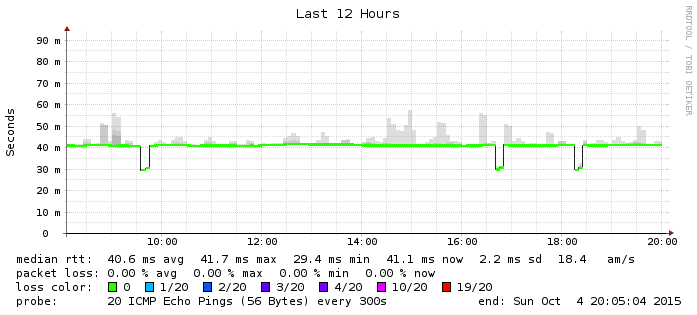 Last 12 Hours
RRDTOOL / TOBI OETIKER
Seconds
90 m
80 m
70 m
60 m
50 m
40 m
30 m
20 m
10 m
0
10:00 12:00 14:00 16:00 18:00 20:00
median rtt: 40.6 ms avg 41.7 ms max 29.4 ms min 41.1 ms now 2.2 ms sd 18.4 am/s
packet loss: 0.00 % avg 0.00 % max 0.00 % min 0.00 % now
loss color: 0 1/20 2/20 3/20 4/20 10/20 19/20
probe: 20 ICMP Echo Pings (56 Bytes) every 300s end: Sun Oct 4 20:05:04 2015